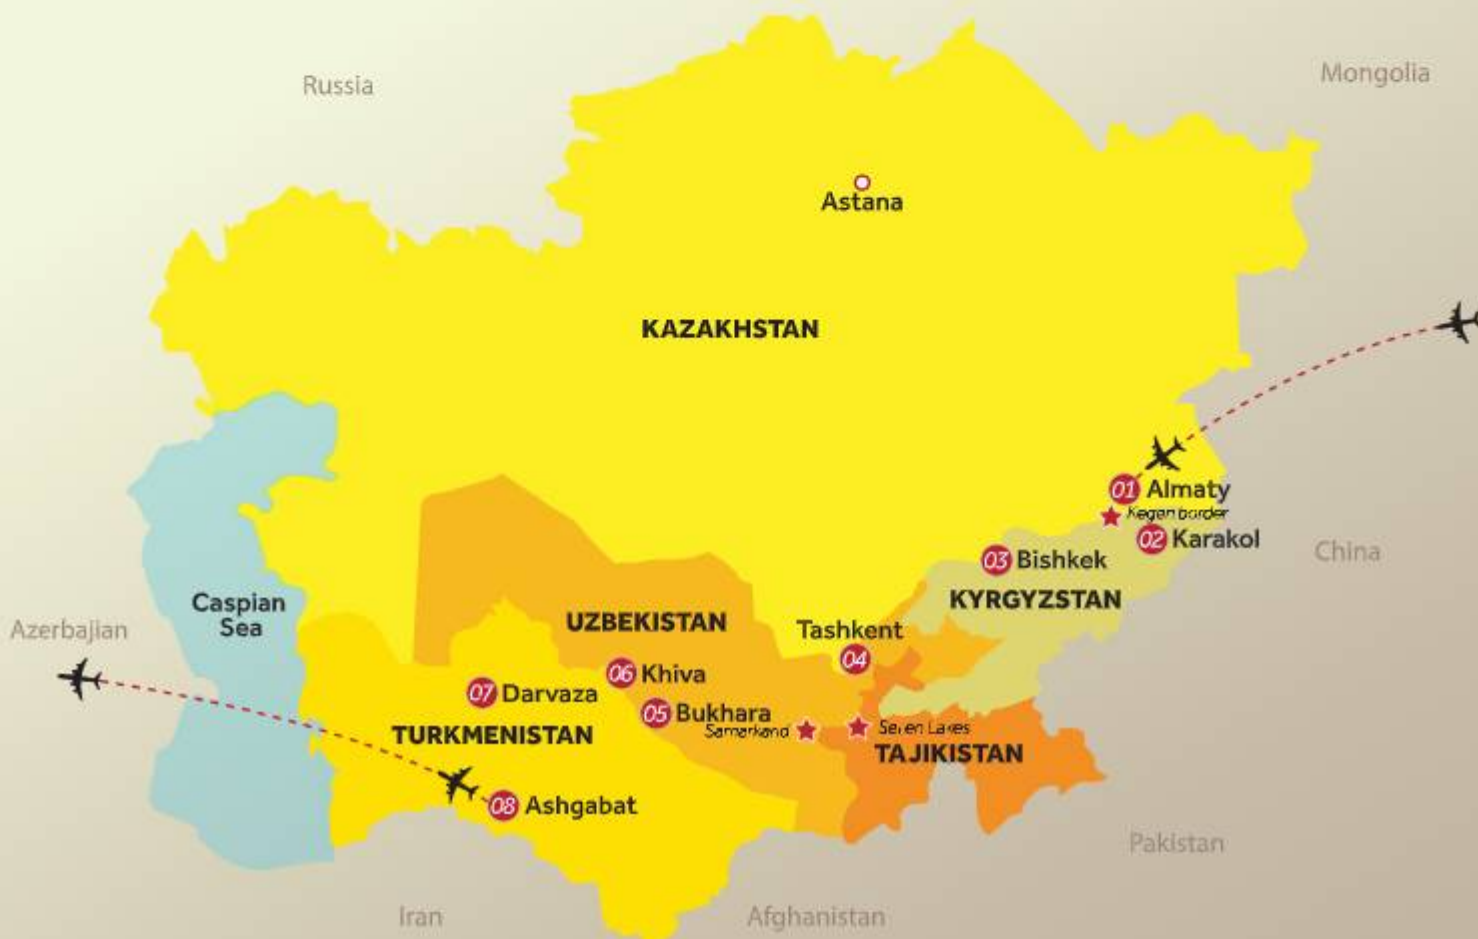 Russia
Mongolia
Astana
KAZAKHSTAN
01 Almaty
Kegen border
02 Karakol
03 Bishkek
China
KYRGYZSTAN
Caspian
Sea
UZBEKISTAN
Azerbajian
Tashkent
04
06 Khiva
07 Darvaza
05 Bukhara
Samarkand
Seven Lakes
TURKMENISTAN
TAJIKISTAN
08 Ashgabat
Pakistan
Iran
Afghanistan